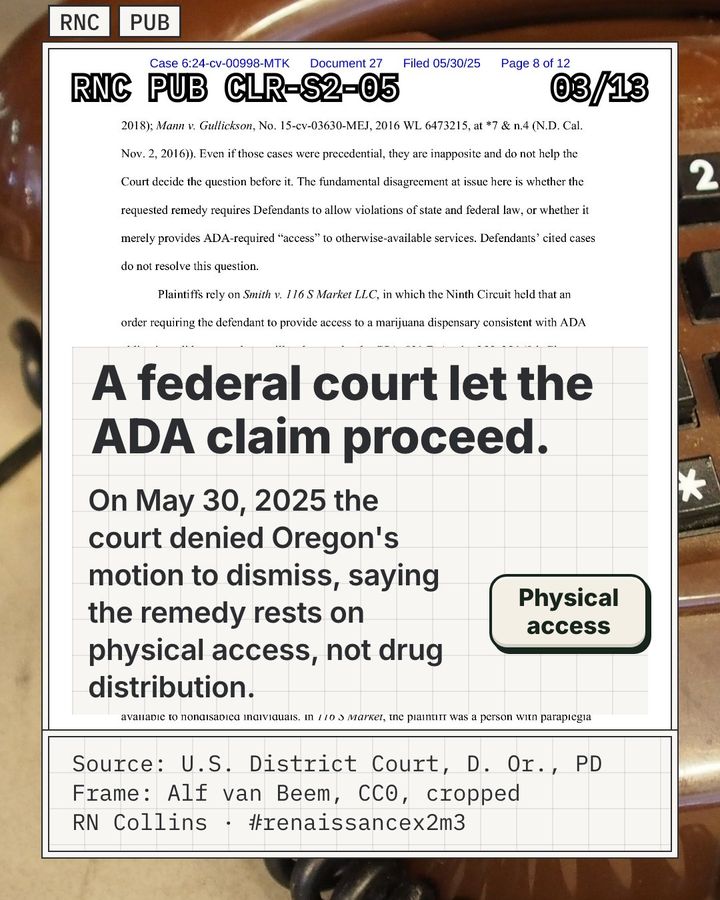 RNC PUB
Case 6:24-cv-00998-MTK Document 27 Filed 05/30/25 Page 8 of 12
RNC PUB CLR-S2-05 03/13
2018); Mann v. Gullickson, No. 15-cv-03630-MEJ, 2016 WL 6473215, at *7 & n.4 (N.D. Cal.
Nov. 2, 2016)). Even if those cases were precedential, they are inapposite and do not help the
Court decide the question before it. The fundamental disagreement at issue here is whether the
requested remedy requires Defendants to allow violations of state and federal law, or whether it
merely provides ADA-required “access” to otherwise-available services. Defendants’ cited cases
do not resolve this question.
Plaintiffs rely on Smith v. 116 S Market LLC, in which the Ninth Circuit held that an
order requiring the defendant to provide access to a marijuana dispensary consistent with ADA
A federal court let the
ADA claim proceed.
On May 30, 2025 the
court denied Oregon's
motion to dismiss, saying
the remedy rests on
physical access, not drug
distribution.
Physical
access
available to nondisabled individuals. In 116 S Market, the plaintiff was a person with paraplegia
Source: U.S. District Court, D. Or., PD
Frame: Alf van Beem, CC0, cropped
RN Collins · #renaissancex2m3
2
*